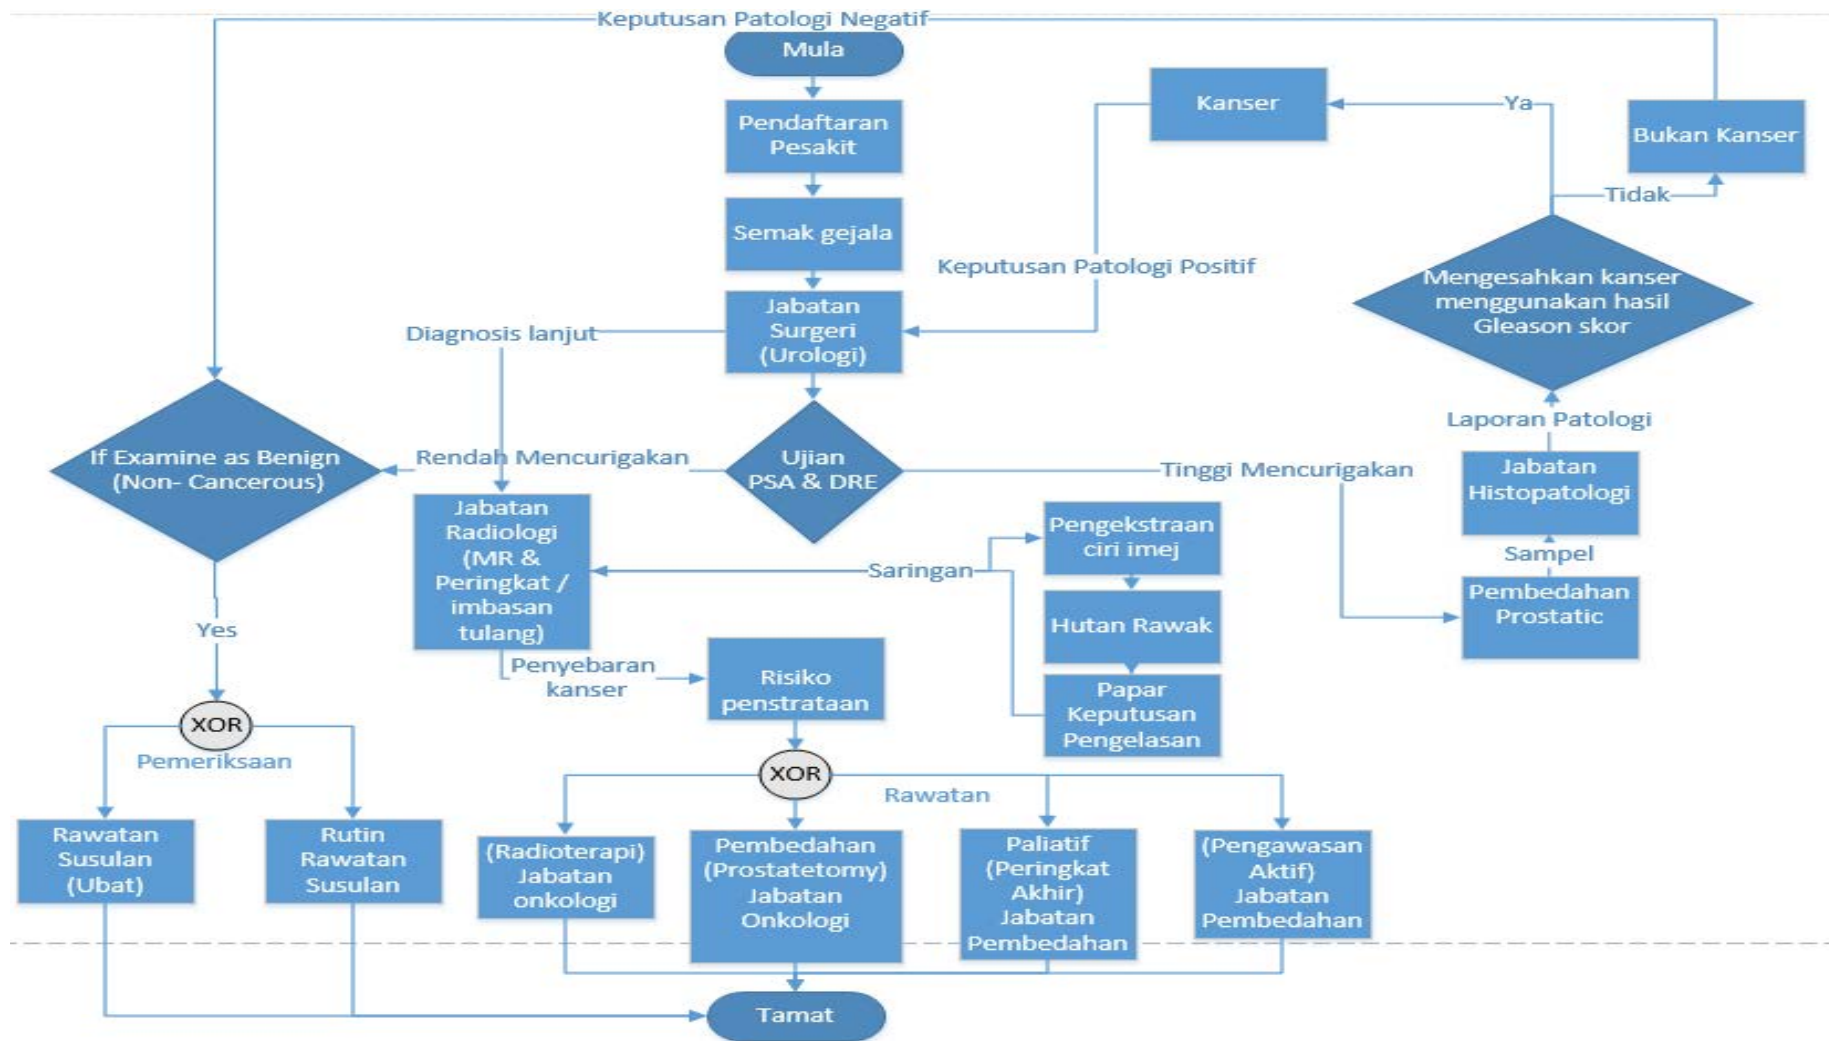 Keputusan Patologi Negatif
Mula
Pendaftaran
Pesakit
Kanser
Ya
Bukan Kanser
Tidak
Semak gejala
Keputusan Patologi Positif
Mengesahkan kanser
menggunakan hasil
Gleason skor
Jabatan
Surgeri
(Urologi)
Diagnosis lanjut
Laporan Patologi
If Examine as Benign
(Non- Cancerous)
Rendah Mencurigakan
Ujian
PSA & DRE
Tinggi Mencurigakan
Jabatan
Histopatologi
Jabatan
Radiologi
(MR &
Peringkat /
imbasan
tulang)
Saringan
Pengekstraan
ciri imej
Sampel
Pembedahan
Prostatic
Hutan Rawak
Yes
Penyebaran
kanser
Risiko
penstrataan
Papar
Keputusan
Pengelasan
XOR
Pemeriksaan
XOR
Rawatan
Rawatan
Susulan
(Ubat)
Rutin
Rawatan
Susulan
(Radioterapi)
Jabatan
onkologi
Pembedahan
(Prostatetomy)
Jabatan
Onkologi
Paliatif
(Peringkat
Akhir)
Jabatan
Pembedahan
(Pengawasan
Aktif)
Jabatan
Pembedahan
Tamat